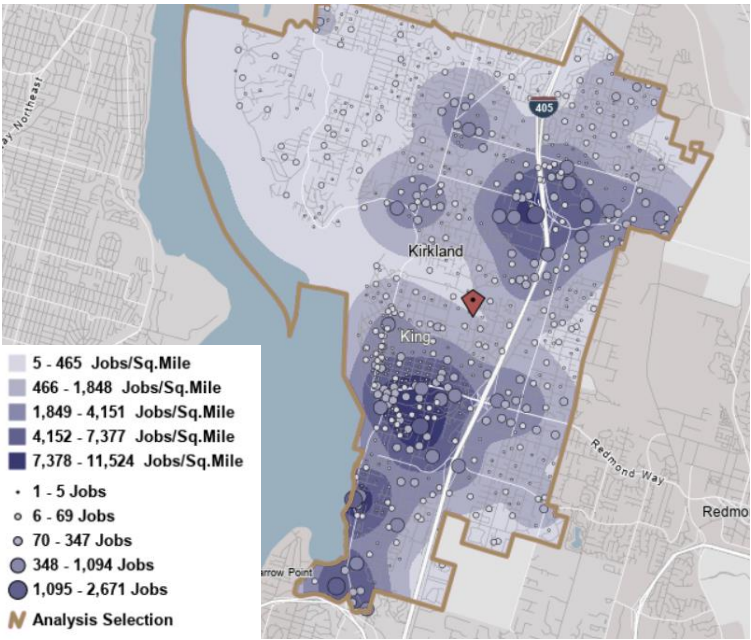 405
Kirkland
King
Redmond Way
5 - 465 Jobs/Sq.Mile
466 - 1,848 Jobs/Sq.Mile
1,849 - 4,151 Jobs/Sq.Mile
4,152 - 7,377 Jobs/Sq.Mile
7,378 - 11,524 Jobs/Sq.Mile
1 - 5 Jobs
6 - 69 Jobs
70 - 347 Jobs
348 - 1,094 Jobs
1,095 - 2,671 Jobs
Analysis Selection
ay Northeast
Redmo
arrow Point